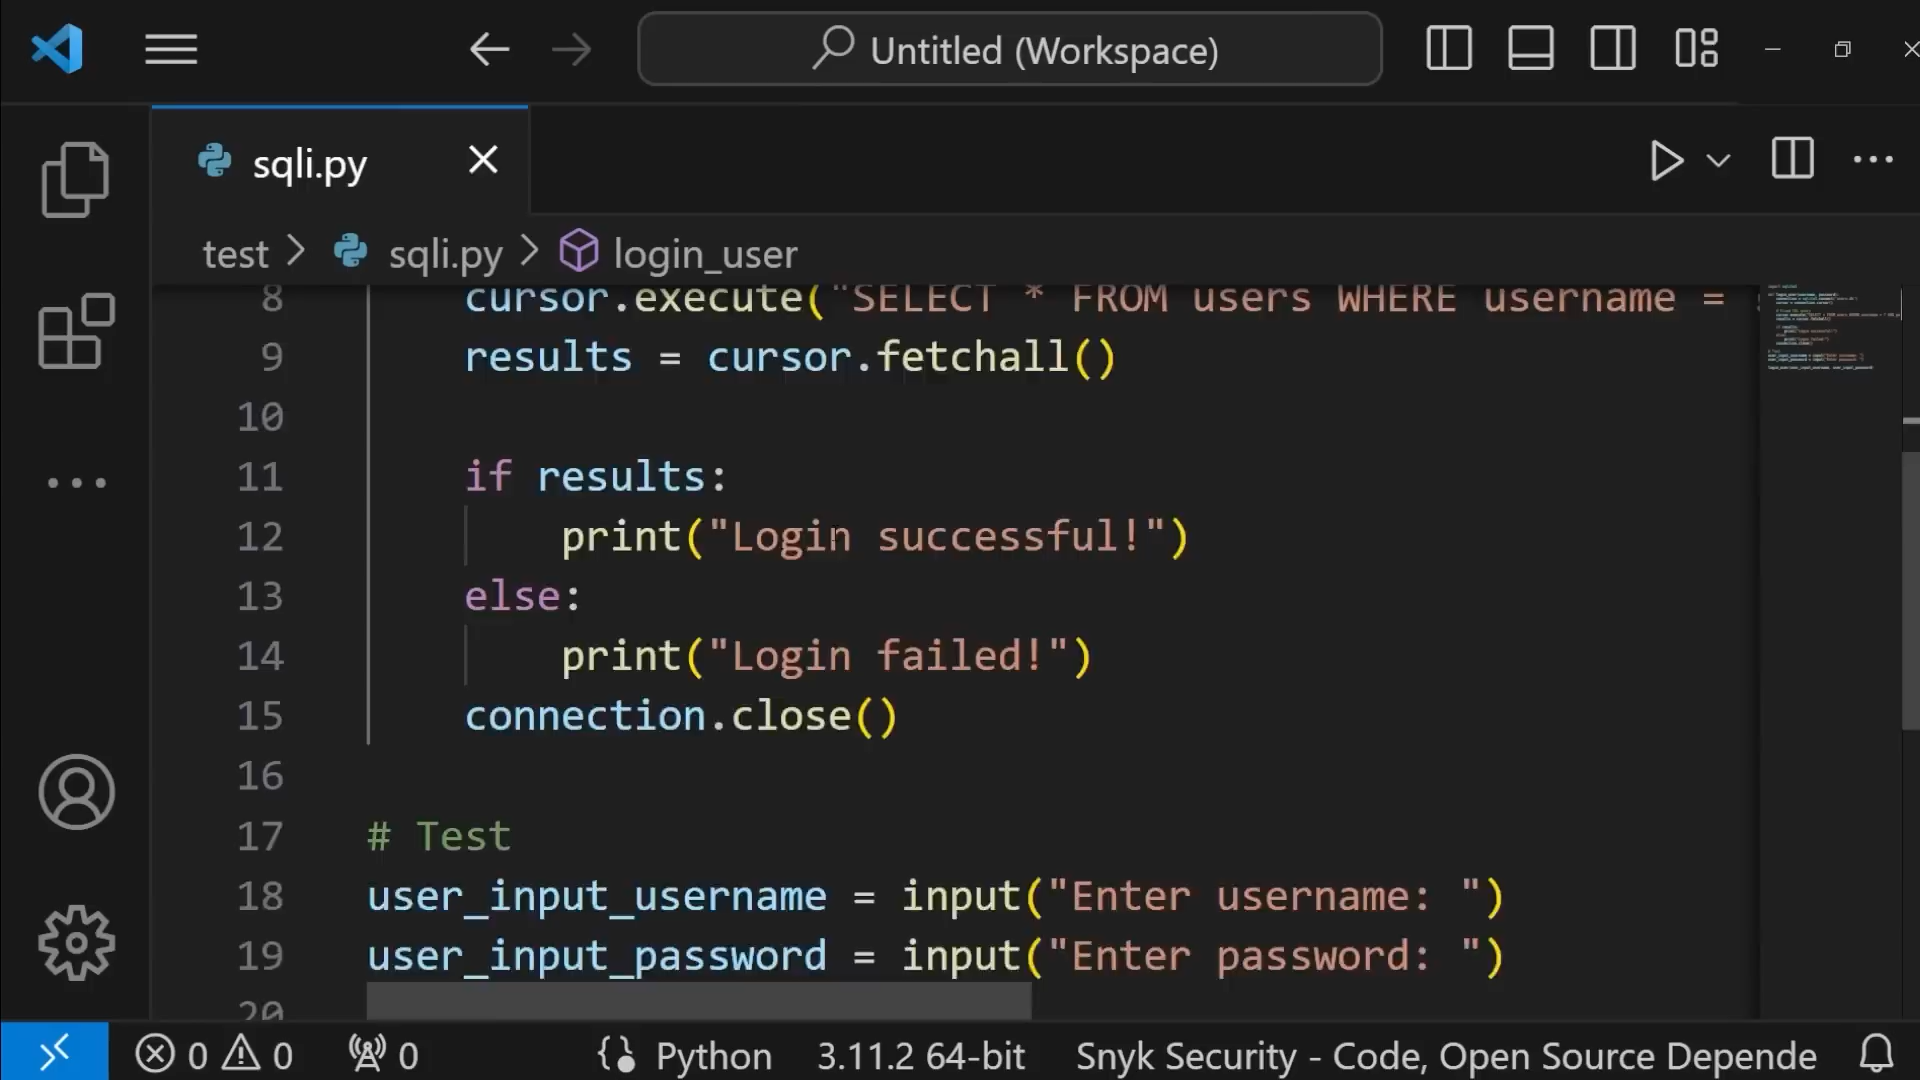 Untitled (Workspace)
sqli.py
test > sqli.py > login_user
8 cursor.execute("SELECT * FROM users WHERE username =
9 results = cursor.fetchall()
10
11 if results:
12 print("Login successful!")
13 else:
14 print("Login failed!")
15 connection.close()
16
17 # Test
18 user_input_username = input("Enter username: ")
19 user_input_password = input("Enter password: ")
20
0 0 0 Python 3.11.2 64-bit Snyk Security - Code, Open Source Depende